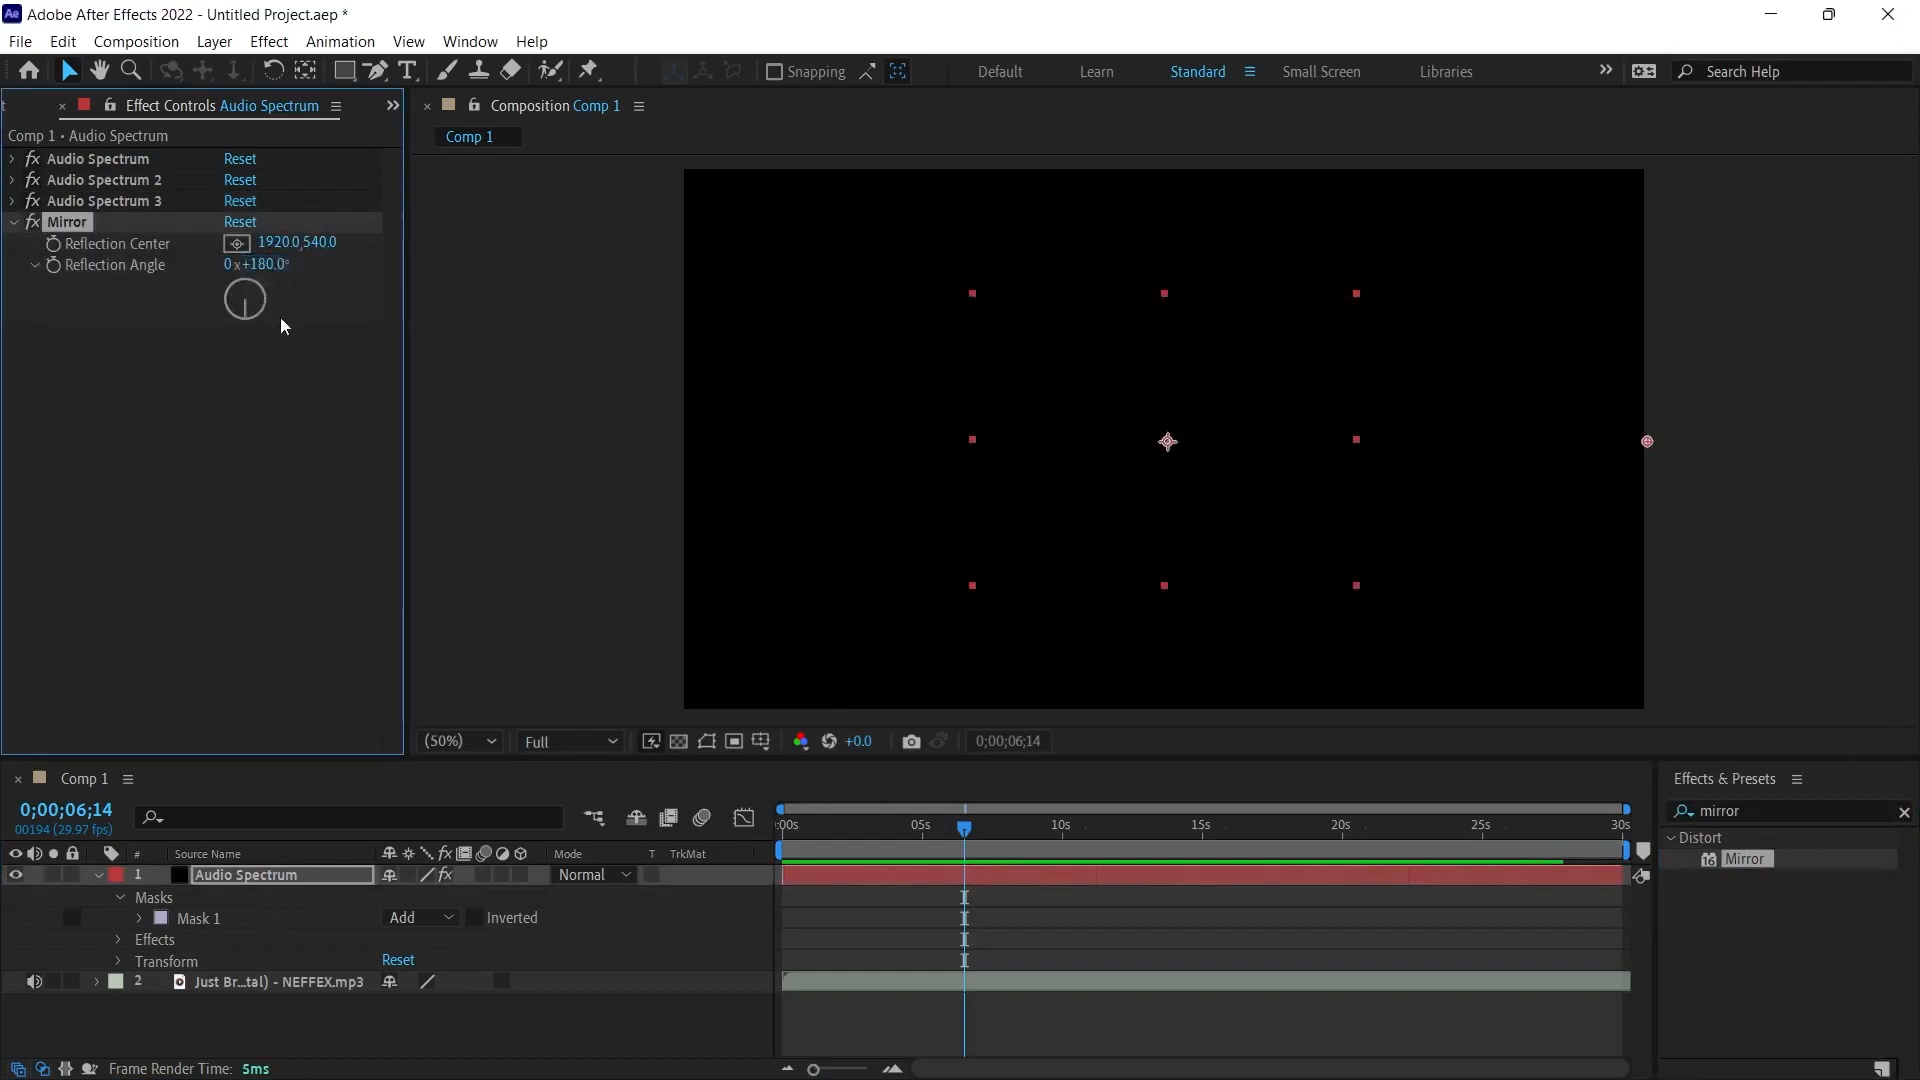 Adobe After Effects 2022 - Untitled Project.aep *
File Edit Composition Layer Effect Animation View Window Help
Snapping Default Learn Standard Small Screen Libraries Search Help
Effect Controls Audio Spectrum
Composition Comp 1
Comp 1 • Audio Spectrum
Comp 1
Audio Spectrum Reset
Audio Spectrum 2 Reset
Audio Spectrum 3 Reset
Mirror Reset
Reflection Center 1920.0,540.0
Reflection Angle 0 x +180.0°
(50%) Full +0.0 0;00;06;14
Comp 1
Effects & Presets
0;00;06;14
00194 (29.97 fps)
mirror
:00s 05s 10s 15s 20s 25s 30s
Distort
# Source Name Mode T TrkMat
Mirror
1 Audio Spectrum Normal
Masks
Mask 1 Add Inverted
Effects
Transform Reset
2 Just Br...tal) - NEFFEX.mp3
Frame Render Time: 5ms